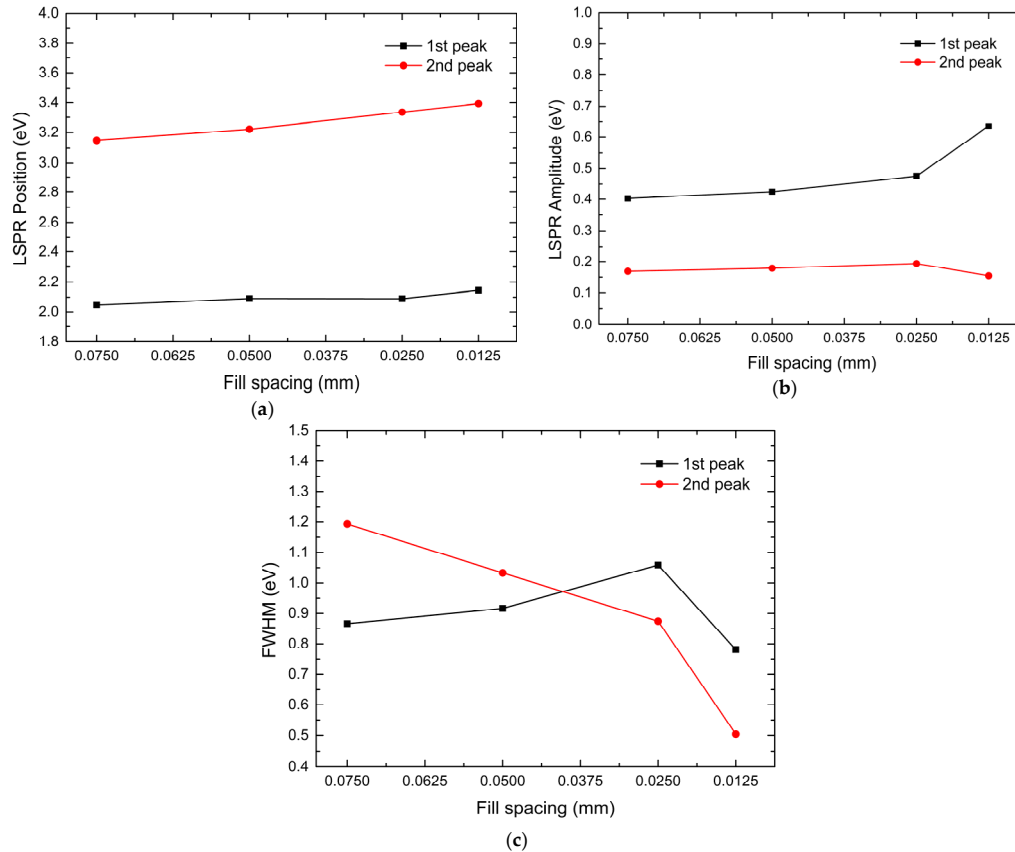 4.0
3.8
3.6
3.4
3.2
3.0
2.8
2.6
2.4
2.2
2.0
1.8
LSPR Position (eV)
1st peak
2nd peak
0.0750 0.0625 0.0500 0.0375 0.0250 0.0125
Fill spacing (mm)
(a)
1.0
0.9
0.8
0.7
0.6
0.5
0.4
0.3
0.2
0.1
0.0
LSPR Amplitude (eV)
1st peak
2nd peak
0.0750 0.0625 0.0500 0.0375 0.0250 0.0125
Fill spacing (mm)
(b)
1.5
1.4
1.3
1.2
1.1
1.0
0.9
0.8
0.7
0.6
0.5
0.4
FWHM (eV)
1st peak
2nd peak
0.0750 0.0625 0.0500 0.0375 0.0250 0.0125
Fill spacing (mm)
(c)